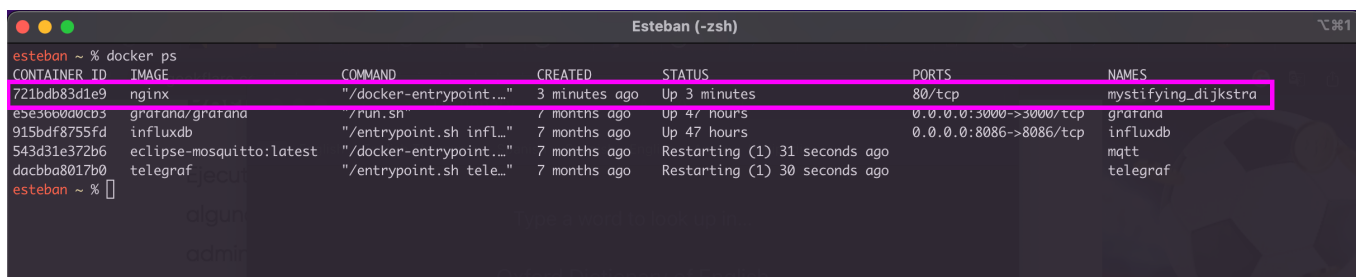 Esteban (-zsh)
⌥⌘1
esteban ~ % docker ps
CONTAINER ID   IMAGE                      COMMAND                  CREATED         STATUS                          PORTS                    NAMES
721bdb83d1e9   nginx                      "/docker-entrypoint.…"   3 minutes ago   Up 3 minutes                    80/tcp                   mystifying_dijkstra
e5e3660a0cb3   grafana/grafana            "/run.sh"                7 months ago    Up 47 hours                     0.0.0.0:3000->3000/tcp   grafana
915bdf8755fd   influxdb                   "/entrypoint.sh infl…"   7 months ago    Up 47 hours                     0.0.0.0:8086->8086/tcp   influxdb
543d31e372b6   eclipse-mosquitto:latest   "/docker-entrypoint.…"   7 months ago    Restarting (1) 31 seconds ago                            mqtt
dacbba8017b0   telegraf                   "/entrypoint.sh tele…"   7 months ago    Restarting (1) 30 seconds ago                            telegraf
esteban ~ %